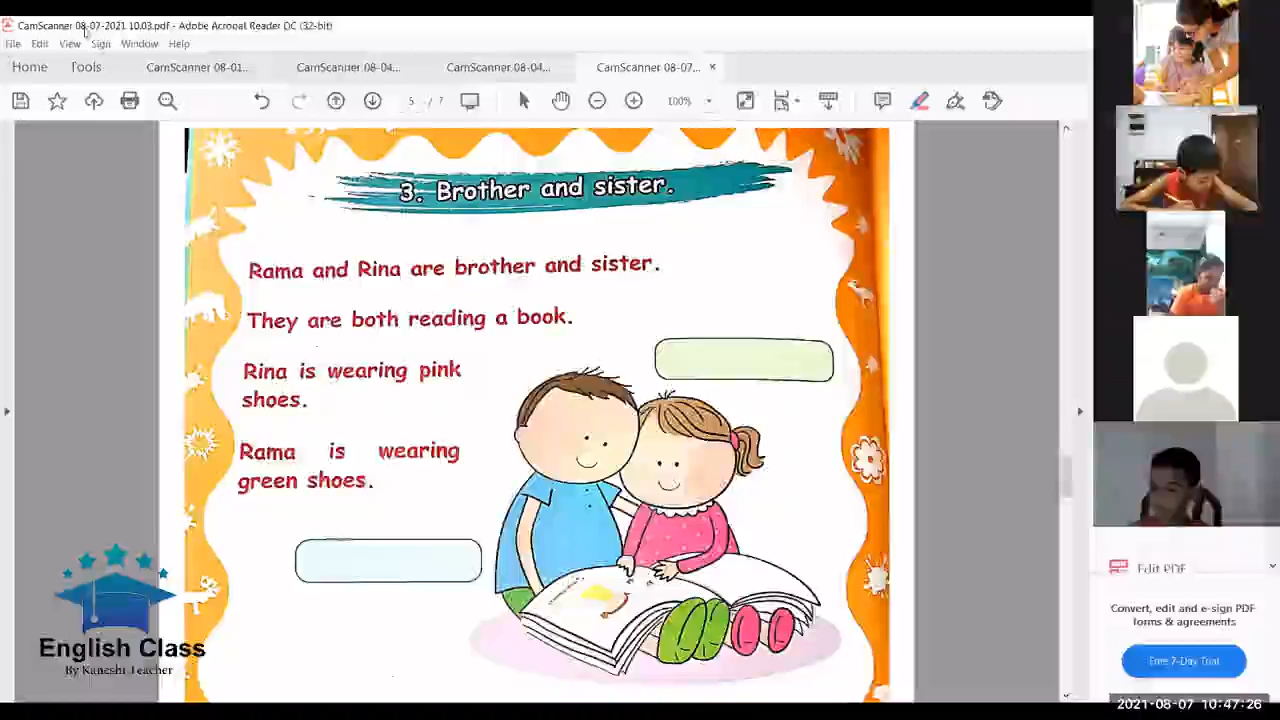 CamScanner 08-07-2021 10.03.pdf - Adobe Acrobat Reader DC (32-bit)
File Edit View Sign Window Help
Home Tools CamScanner 08-01... CamScanner 08-04... CamScanner 08-04... CamScanner 08-07... ×
5 / 7 100%
3. Brother and sister.
Rama and Rina are brother and sister.
They are both reading a book.
Rina is wearing pink
shoes.
Rama is wearing
green shoes.
English Class
By Kaneshi Teacher
Edit PDF
Convert, edit and e-sign PDF
forms & agreements
Free 7-Day Trial
2021-08-07 10:47:26